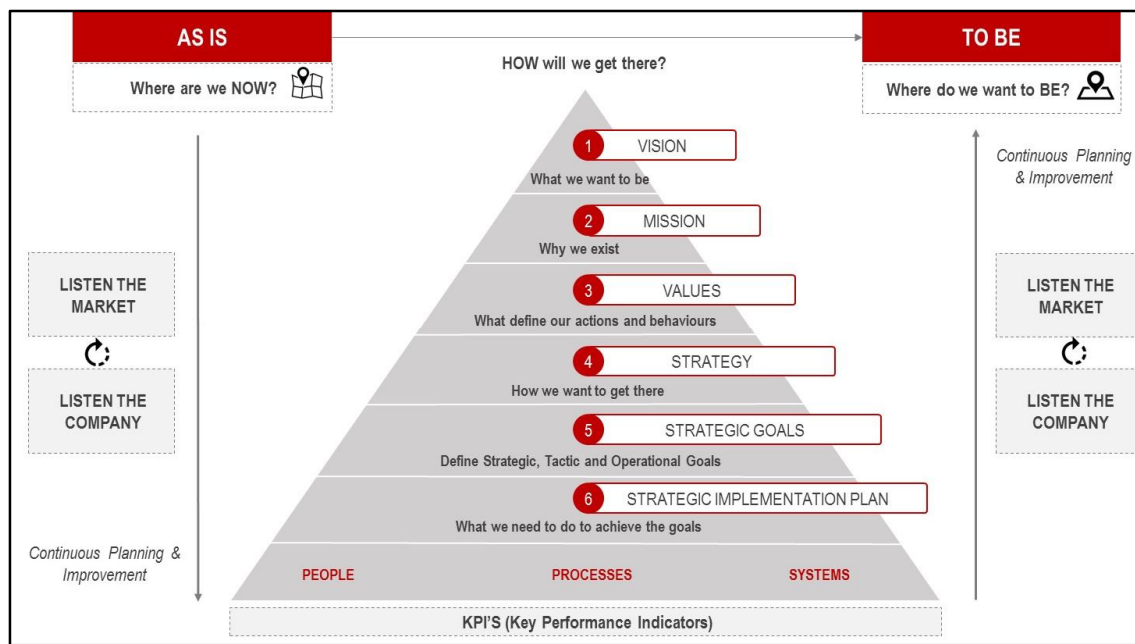 AS IS
TO BE
Where are we NOW?
HOW will we get there?
Where do we want to BE?
Continuous Planning
& Improvement
1 VISION
What we want to be
2 MISSION
Why we exist
3 VALUES
What define our actions and behaviours
4 STRATEGY
How we want to get there
5 STRATEGIC GOALS
Define Strategic, Tactic and Operational Goals
6 STRATEGIC IMPLEMENTATION PLAN
What we need to do to achieve the goals
LISTEN THE
MARKET
LISTEN THE
COMPANY
LISTEN THE
MARKET
LISTEN THE
COMPANY
Continuous Planning &
Improvement
PEOPLE
PROCESSES
SYSTEMS
KPI'S (Key Performance Indicators)